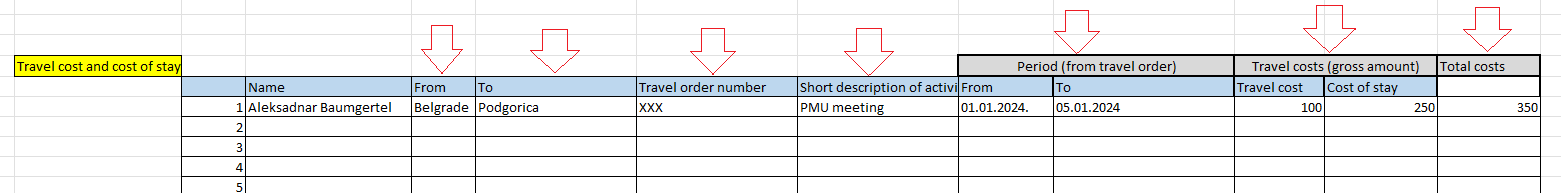 Travel cost and cost of stay Period (from travel order) Travel costs (gross amount) Total costs
Name From To Travel order number Short description of activi From To Travel cost Cost of stay
1 Aleksadnar Baumgertel Belgrade Podgorica XXX PMU meeting 01.01.2024. 05.01.2024 100 250 350
2
3
4
5